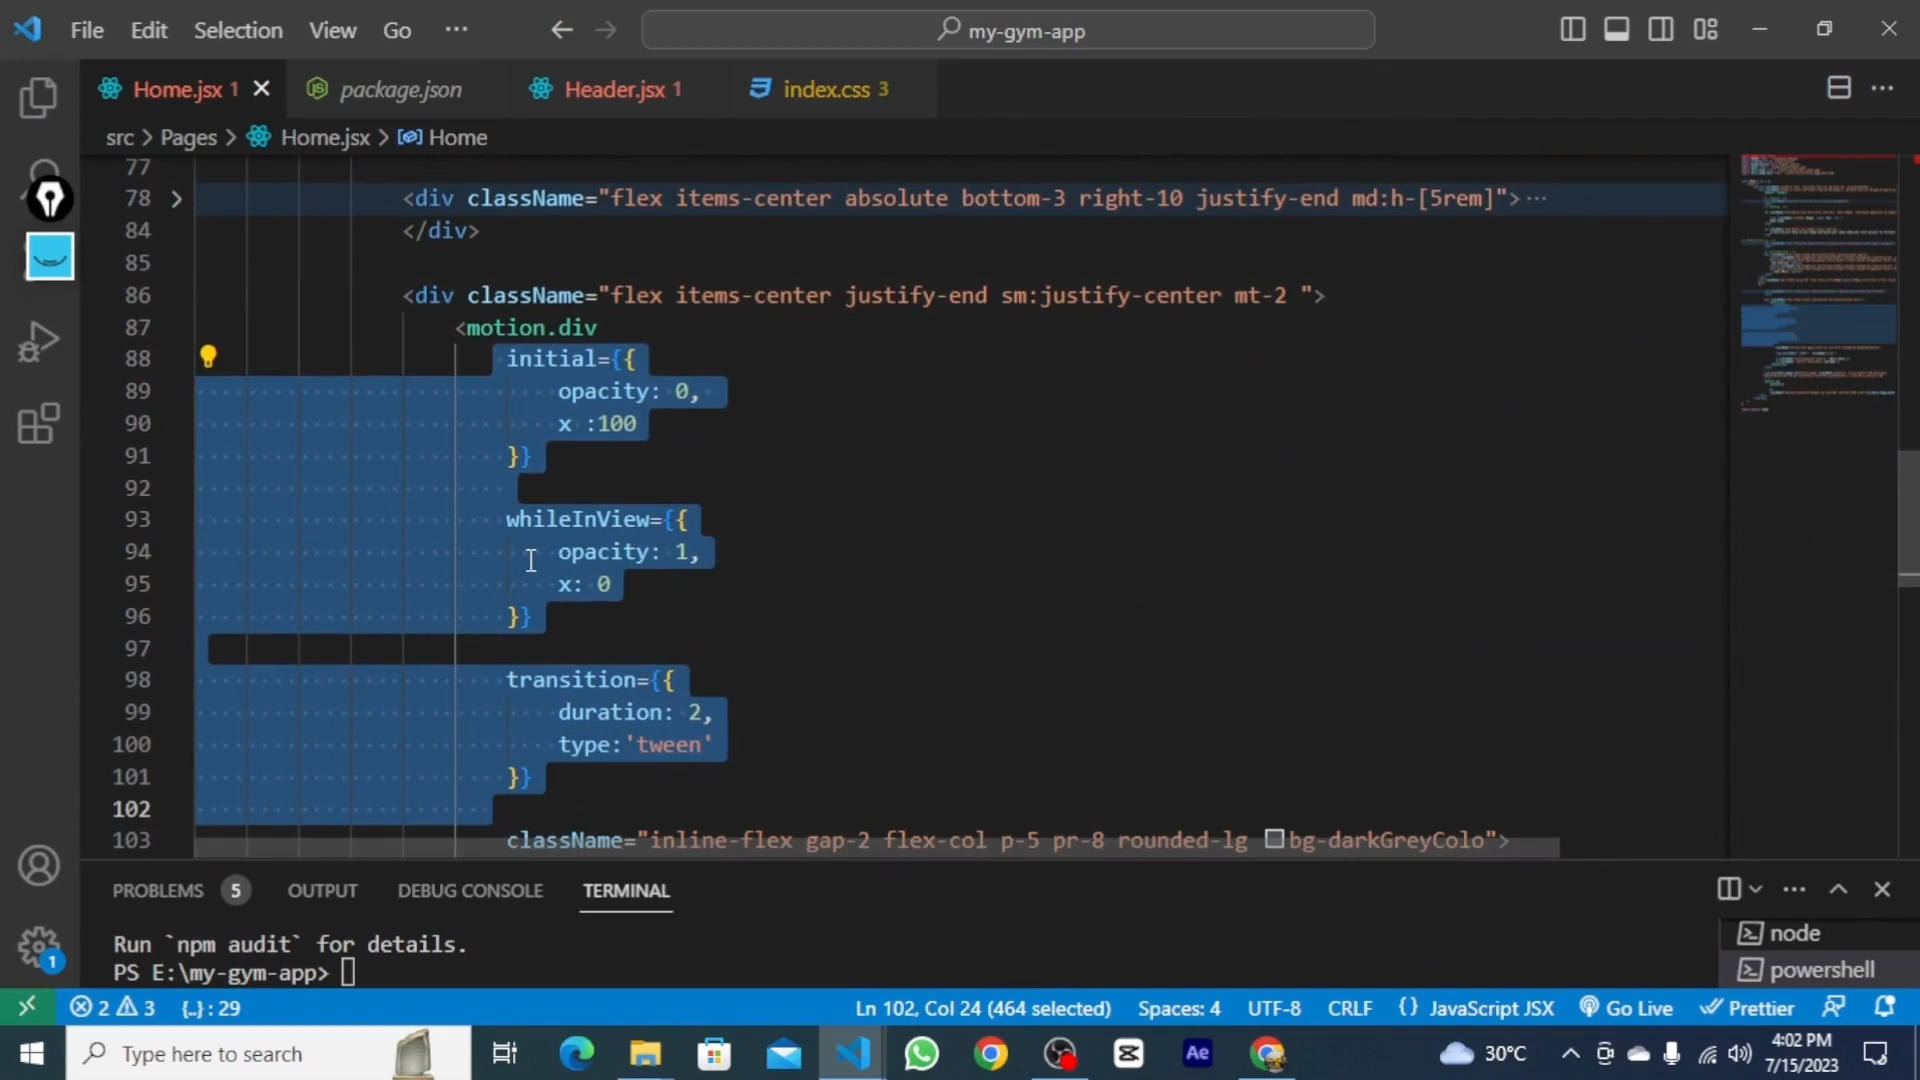 File Edit Selection View Go ···
my-gym-app
Home.jsx 1
package.json
Header.jsx 1
index.css 3
src > Pages > Home.jsx > Home
77
78 <div className="flex items-center absolute bottom-3 right-10 justify-end md:h-[5rem]">···
84 </div>
85
86 <div className="flex items-center justify-end sm:justify-center mt-2 ">
87 <motion.div
88 initial={{
89 opacity: 0,
90 x :100
91 }}
92
93 whileInView={{
94 opacity: 1,
95 x: 0
96 }}
97
98 transition={{
99 duration: 2,
100 type:'tween'
101 }}
102
103 className="inline-flex gap-2 flex-col p-5 pr-8 rounded-lg bg-darkGreyColo">
PROBLEMS 5 OUTPUT DEBUG CONSOLE TERMINAL
Run `npm audit` for details.
PS E:\my-gym-app>
node
powershell
1
2 3 {..} : 29
Ln 102, Col 24 (464 selected) Spaces: 4 UTF-8 CRLF {} JavaScript JSX Go Live Prettier
Type here to search
Ae
30°C
4:02 PM
7/15/2023